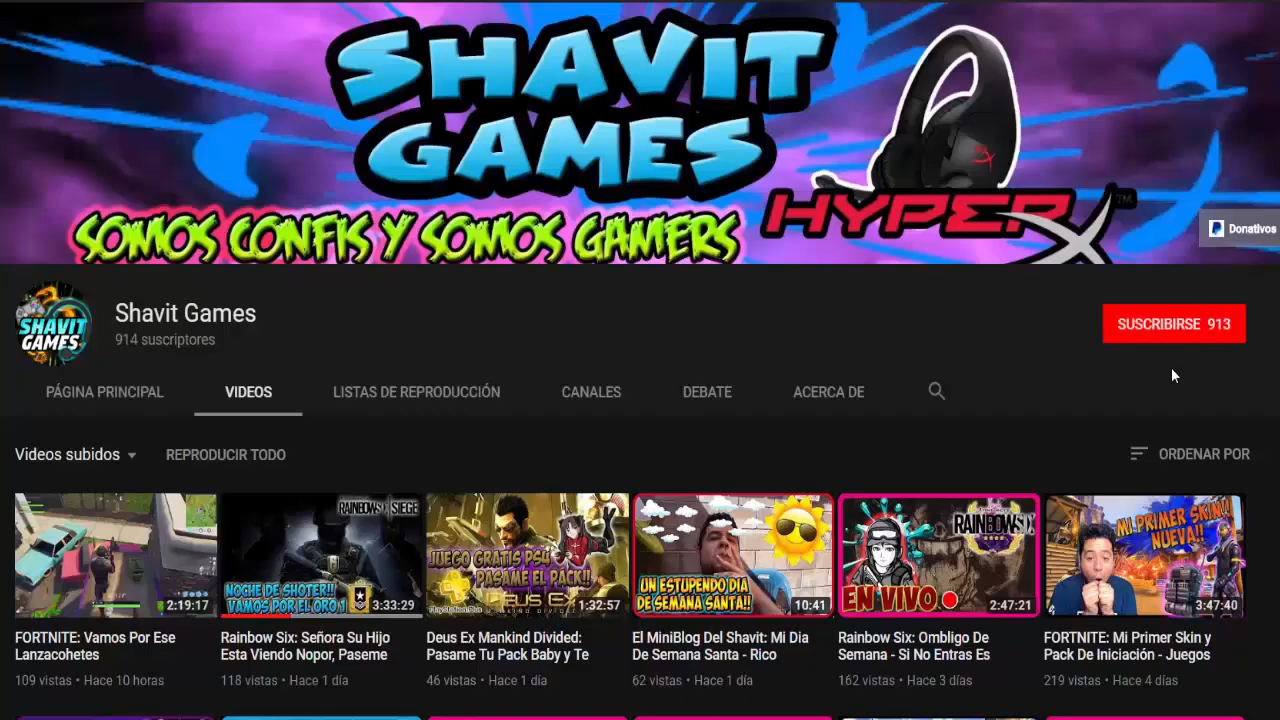 SHAVIT
GAMES
HYPERX™
SOMOS CONFIS Y SOMOS GAMERS
Donativos
SHAVIT
GAMES
Shavit Games
914 suscriptores
SUSCRIBIRSE 913
PÁGINA PRINCIPAL VIDEOS LISTAS DE REPRODUCCIÓN CANALES DEBATE ACERCA DE
Videos subidos REPRODUCIR TODO ORDENAR POR
2:19:17
RAINBOW SIX SIEGE
NOCHE DE SHOTER!!
VAMOS POR EL ORO 1
3:33:29
JUEGO GRATIS PS4
PASAME EL PACK!!
PlayStation Plus
1:32:57
UN ESTUPENDO DIA
DE SEMANA SANTA!!
10:41
RAINBOW SIX
EN VIVO
2:47:21
MI PRIMER SKIN!!
NUEVA!!
3:47:40
FORTNITE: Vamos Por Ese
Lanzacohetes
109 vistas • Hace 10 horas
Rainbow Six: Señora Su Hijo
Esta Viendo Nopor, Paseme
118 vistas • Hace 1 día
Deus Ex Mankind Divided:
Pasame Tu Pack Baby y Te
46 vistas • Hace 1 día
El MiniBlog Del Shavit: Mi Dia
De Semana Santa - Rico
62 vistas • Hace 1 día
Rainbow Six: Ombligo De
Semana - Si No Entras Es
162 vistas • Hace 3 días
FORTNITE: Mi Primer Skin y
Pack De Iniciación - Juegos
219 vistas • Hace 4 días